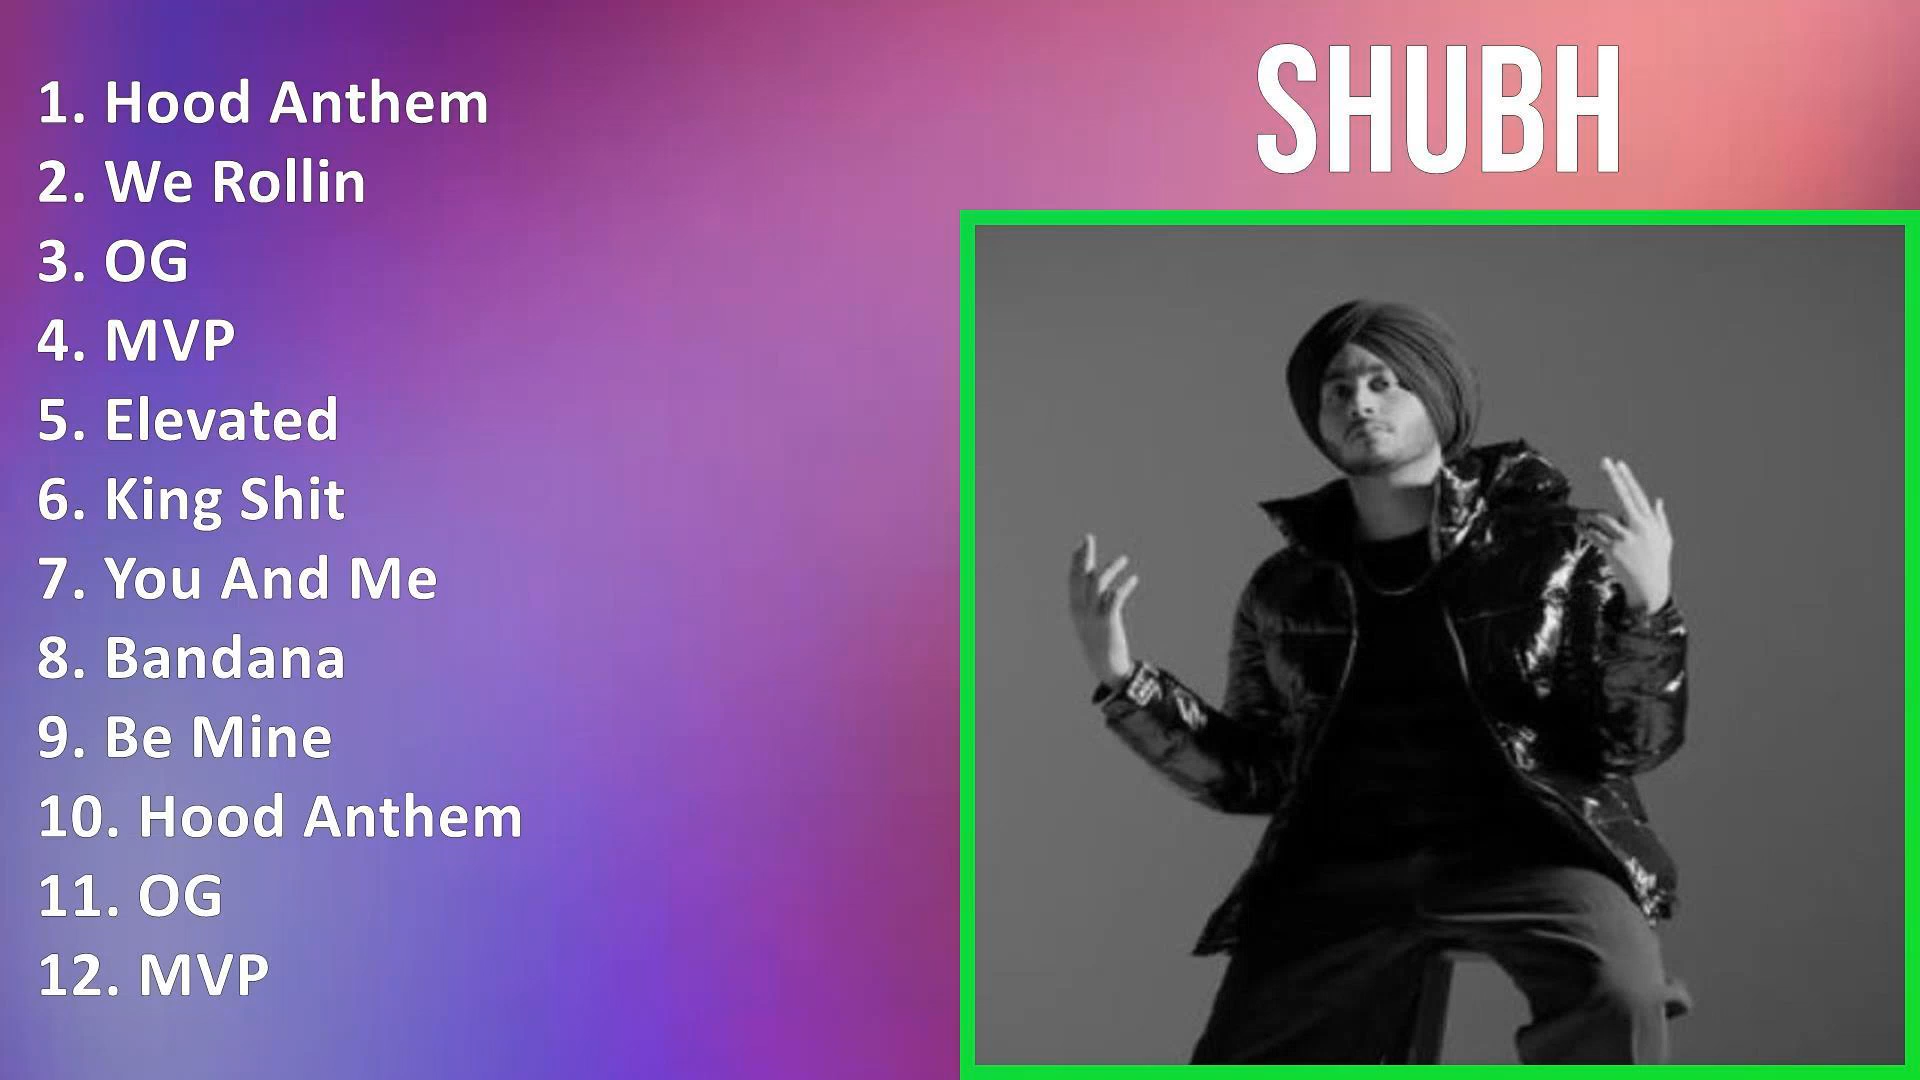 SHUBH
1. Hood Anthem
2. We Rollin
3. OG
4. MVP
5. Elevated
6. King Shit
7. You And Me
8. Bandana
9. Be Mine
10. Hood Anthem
11. OG
12. MVP